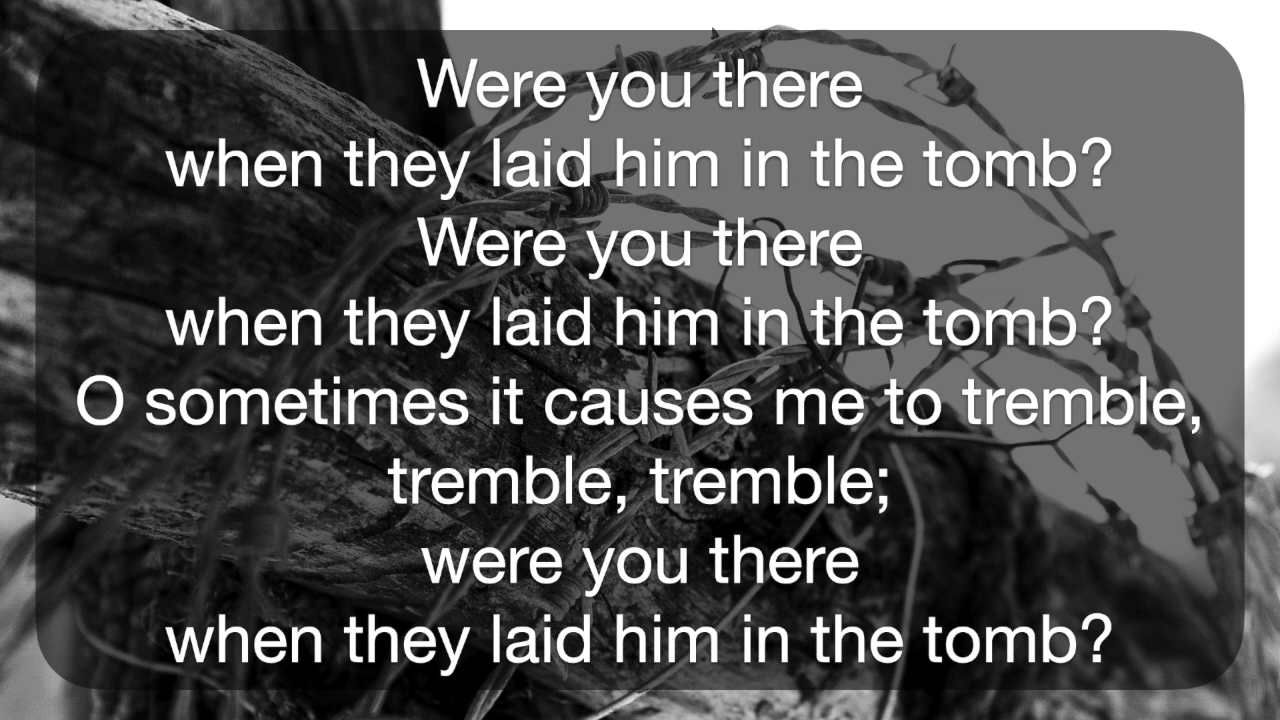 Were you there
when they laid him in the tomb?
Were you there
when they laid him in the tomb?
O sometimes it causes me to tremble,
tremble, tremble;
were you there
when they laid him in the tomb?